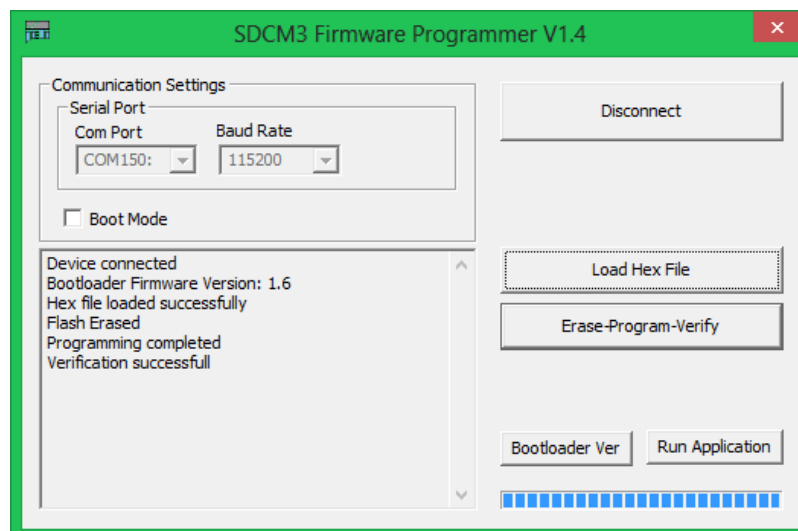 SDCM3 Firmware Programmer V1.4
Communication Settings
Serial Port
Com Port
Baud Rate
COM150:
115200
Boot Mode
Disconnect
Device connected
Bootloader Firmware Version: 1.6
Hex file loaded successfully
Flash Erased
Programming completed
Verification successfull
Load Hex File
Erase-Program-Verify
Bootloader Ver
Run Application